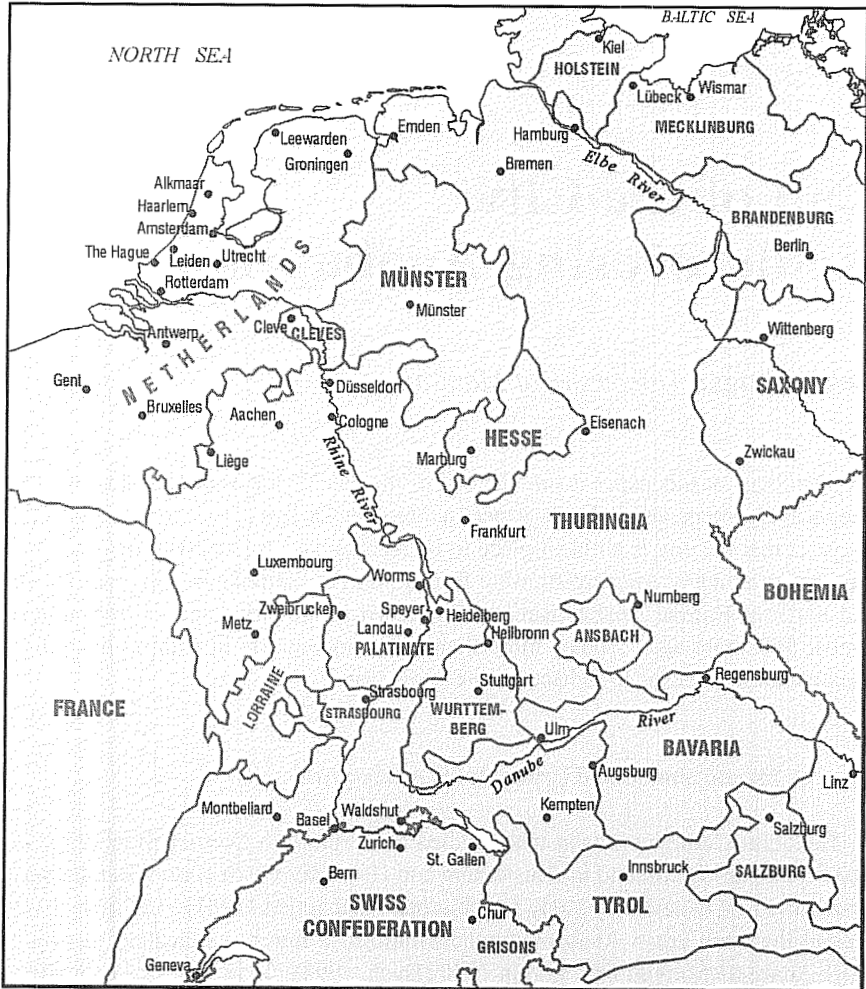 BALTIC SEA
NORTH SEA
Kiel
HOLSTEIN
Lübeck
Wismar
MECKLINBURG
Leewarden
Emden
Hamburg
Groningen
Bremen
Elbe River
Alkmaar
Haarlem
Amsterdam
BRANDENBURG
The Hague
Leiden
Utrecht
Berlin
Rotterdam
NETHERLANDS
MÜNSTER
Münster
Cleve
CLEVES
Antwerp
Wittenberg
Gent
Düsseldorf
SAXONY
Bruxelles
Aachen
Cologne
HESSE
Eisenach
Liège
Marburg
Zwickau
Rhine River
Frankfurt
THURINGIA
Luxembourg
Worms
BOHEMIA
Zweibrucken
Speyer
Heidelberg
Nurnberg
Metz
Landau
PALATINATE
Heilbronn
ANSBACH
LORRAINE
Regensburg
FRANCE
Strasbourg
STRASBOURG
Stuttgart
WURTTEM-
BERG
Ulm
River
BAVARIA
Danube
Augsburg
Linz
Montbellard
Basel
Waldshut
Kempten
Salzburg
Zurich
St. Gallen
Bern
Innsbruck
SALZBURG
SWISS
CONFEDERATION
TYROL
Chur
GRISONS
Geneva